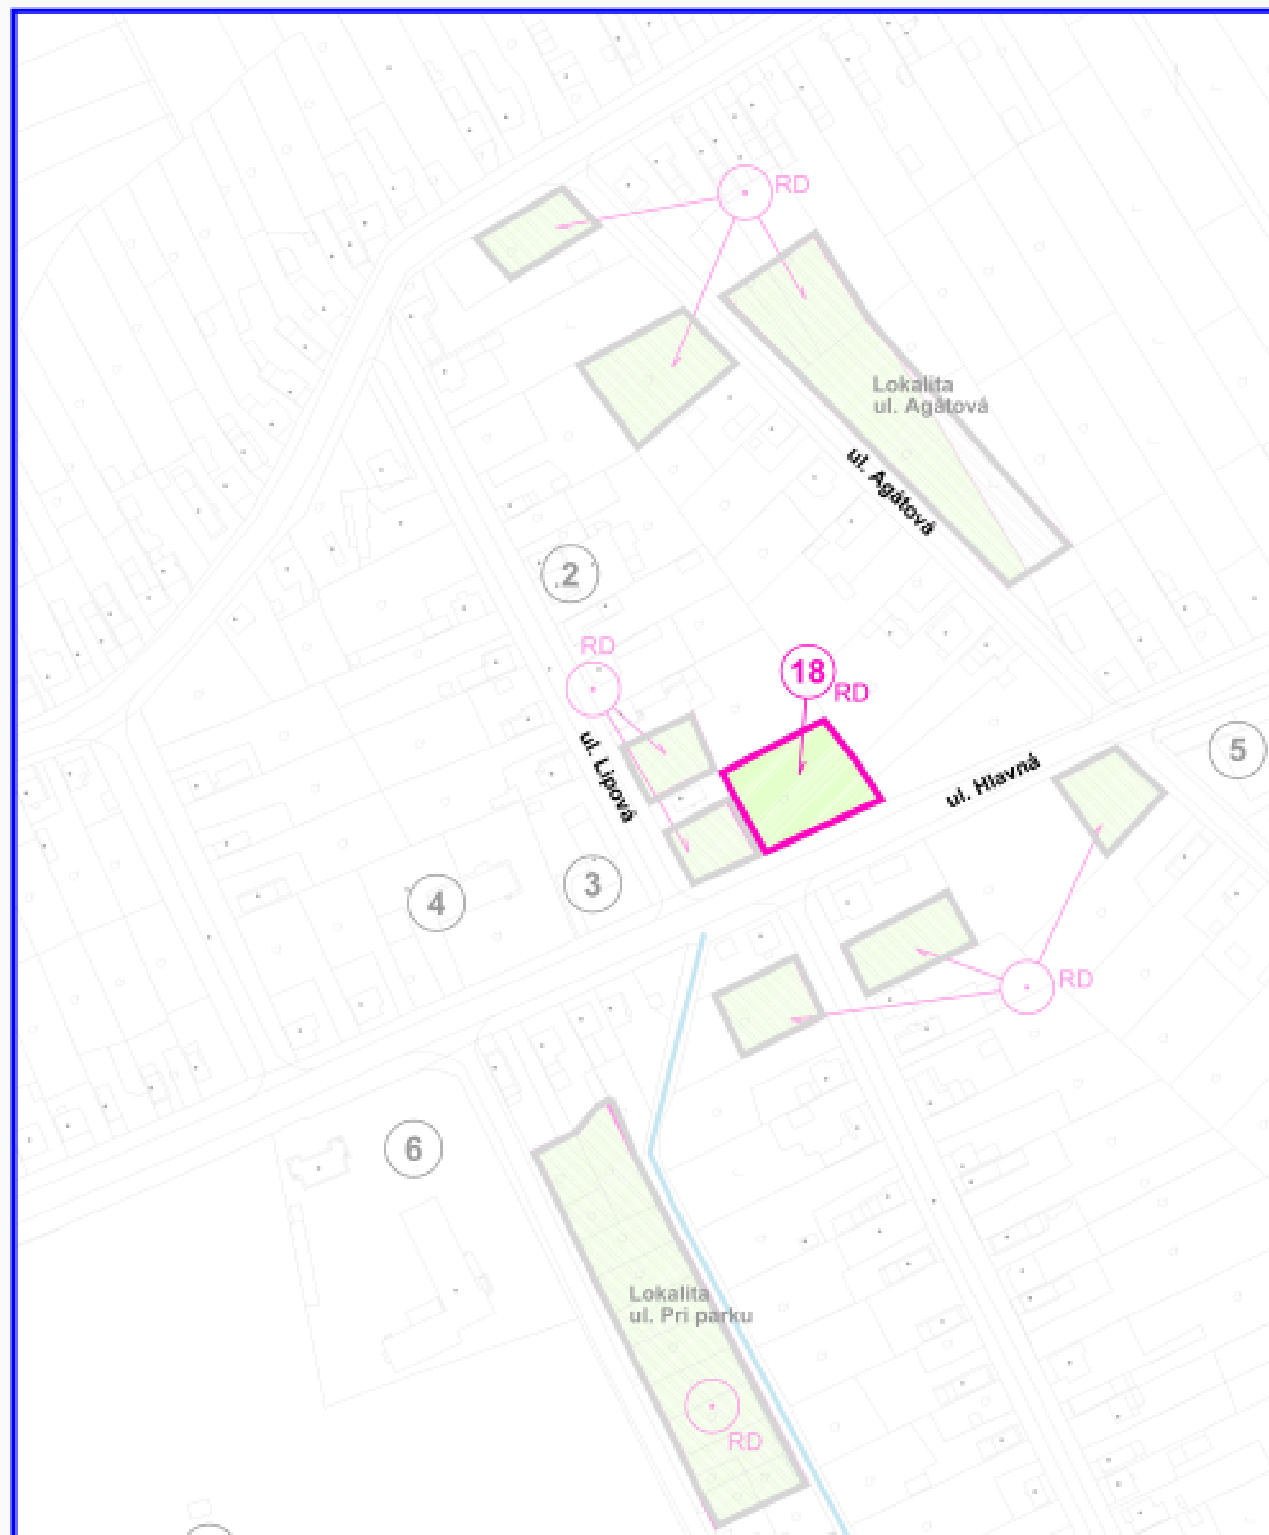 RD
Lokalita
ul. Agátová
ul. Agátová
2
RD
18
RD
ul. Lipová
ul. Hlavná
5
3
4
RD
6
Lokalita
ul. Pri parku
RD